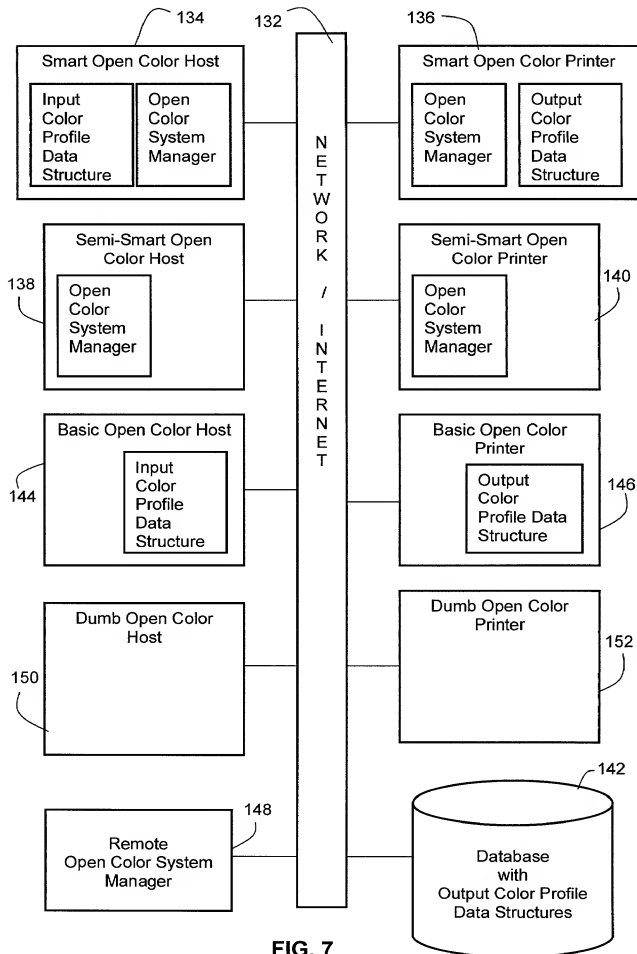 134
132
136
Smart Open Color Host
Input
Color
Profile
Data
Structure
Open
Color
System
Manager
Smart Open Color Printer
Open
Color
System
Manager
Output
Color
Profile
Data
Structure
NETWORK / INTERNET
Semi-Smart Open
Color Host
138
Open
Color
System
Manager
Semi-Smart Open
Color Printer
140
Open
Color
System
Manager
Basic Open Color Host
144
Input
Color
Profile
Data
Structure
Basic Open Color
Printer
146
Output
Color
Profile Data
Structure
Dumb Open Color
Host
150
Dumb Open Color
Printer
152
148
Remote
Open Color System
Manager
142
Database
with
Output Color Profile
Data Structures
FIG. 7